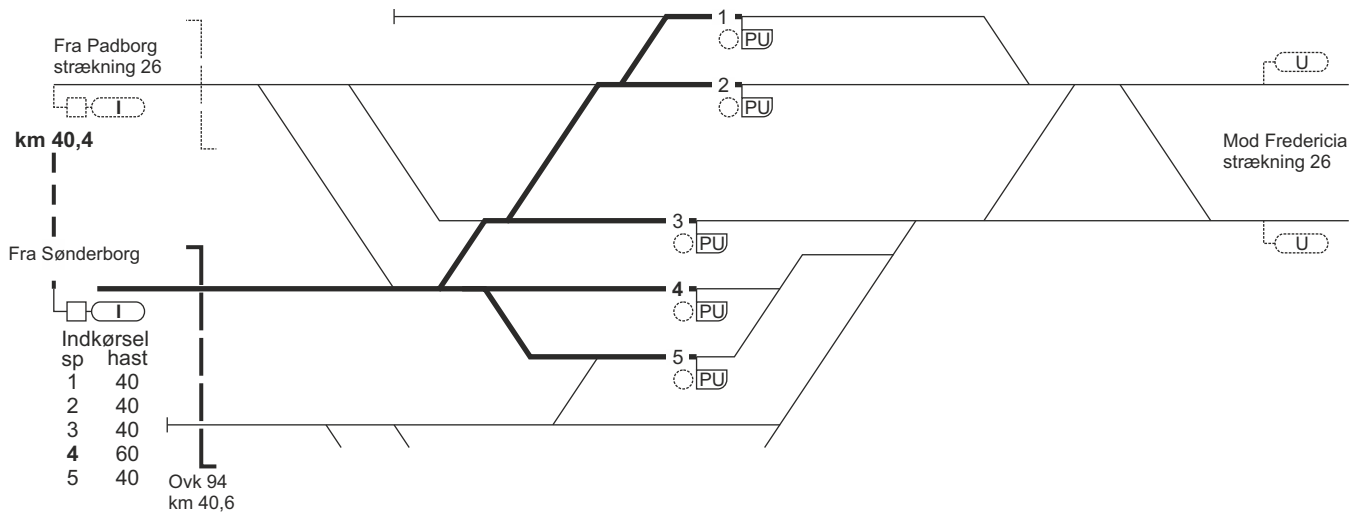 1
PU
Fra Padborg
strækning 26
U
2
I
PU
km 40,4
Mod Fredericia
strækning 26
3
PU
U
Fra Sønderborg
4
I
PU
Indkørsel
sp hast
1 40
2 40
3 40
4 60
5 40
5
PU
Ovk 94
km 40,6